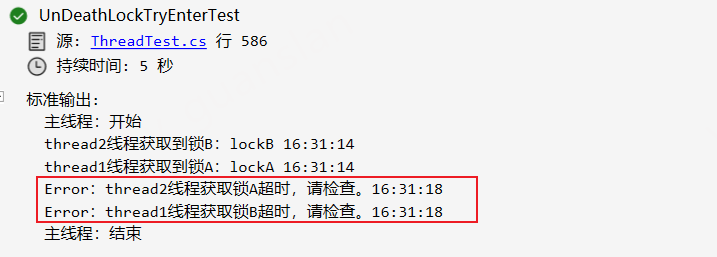 UnDeathLockTryEnterTest
源: ThreadTest.cs 行 586
持续时间: 5 秒
标准输出:
主线程: 开始
thread2线程获取到锁B: lockB 16:31:14
thread1线程获取到锁A: lockA 16:31:14
Error: thread2线程获取锁A超时，请检查。16:31:18
Error: thread1线程获取锁B超时，请检查。16:31:18
主线程: 结束